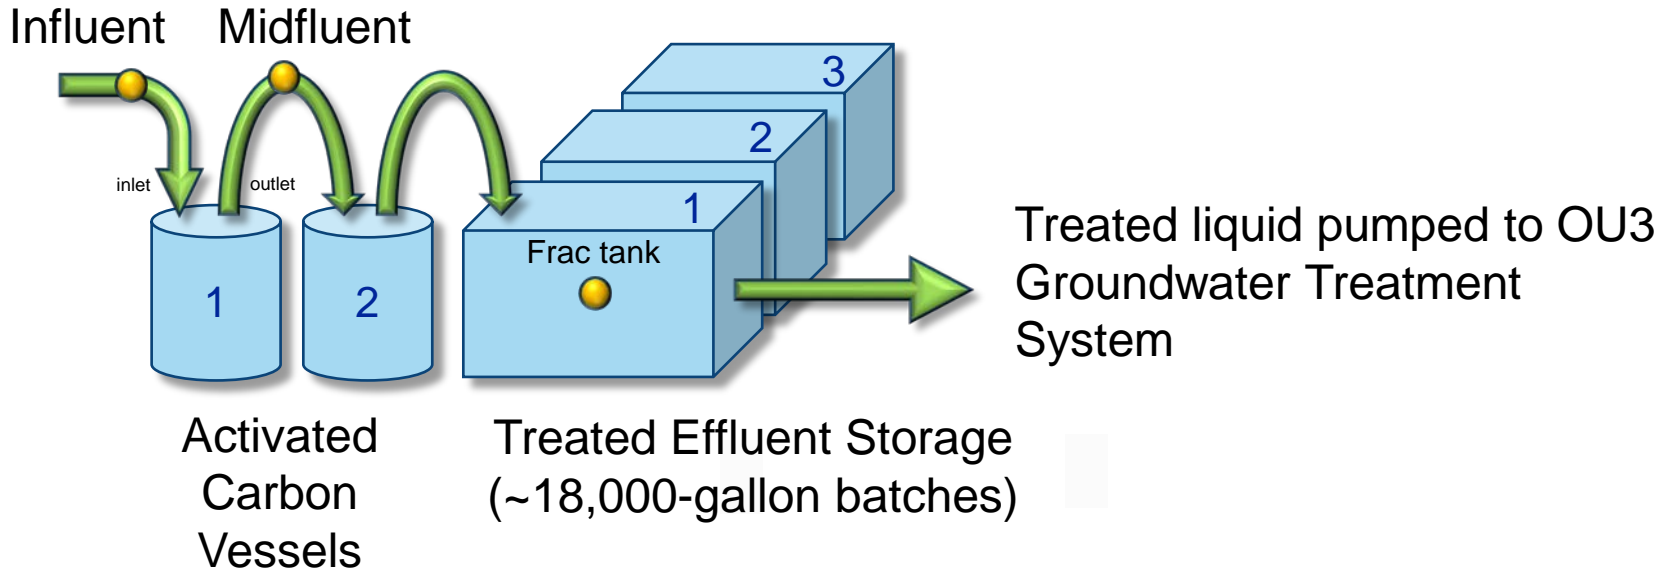 Influent
Midfluent
inlet
outlet
1
2
1
2
3
Frac tank
Treated liquid pumped to OU3
Groundwater Treatment
System
Activated
Carbon
Vessels
Treated Effluent Storage
(~18,000-gallon batches)